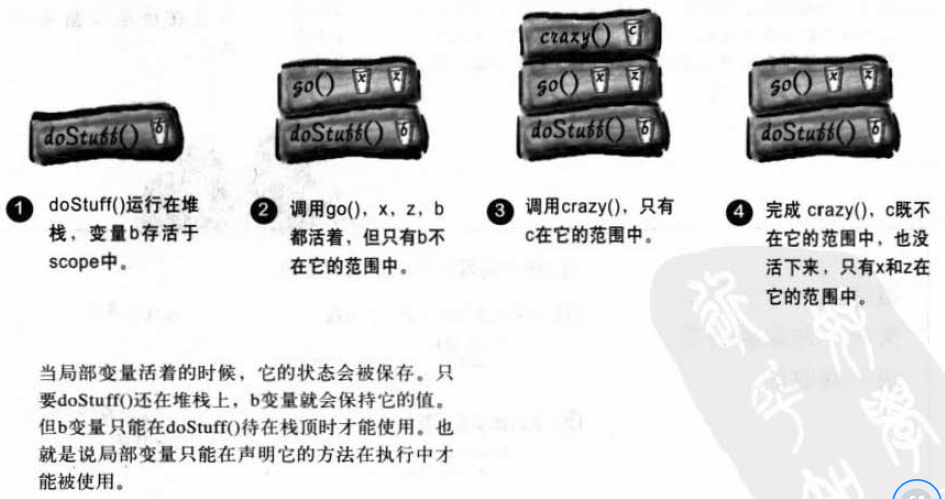 doStuff() b
go() x z
doStuff() b
crazy() c
go() x z
doStuff() b
go() x z
doStuff() b
1 doStuff()运行在堆
栈，变量b存活于
scope中。
2 调用go()，x，z，b
都活着，但只有b不
在它的范围中。
3 调用crazy()，只有
c在它的范围中。
4 完成 crazy()，c既不
在它的范围中，也没
活下来，只有x和z在
它的范围中。
当局部变量活着的时候，它的状态会被保存。只
要doStuff()还在堆栈上，b变量就会保持它的值。
但b变量只能在doStuff()待在栈顶时才能使用。也
就是说局部变量只能在声明它的方法在执行中才
能被使用。